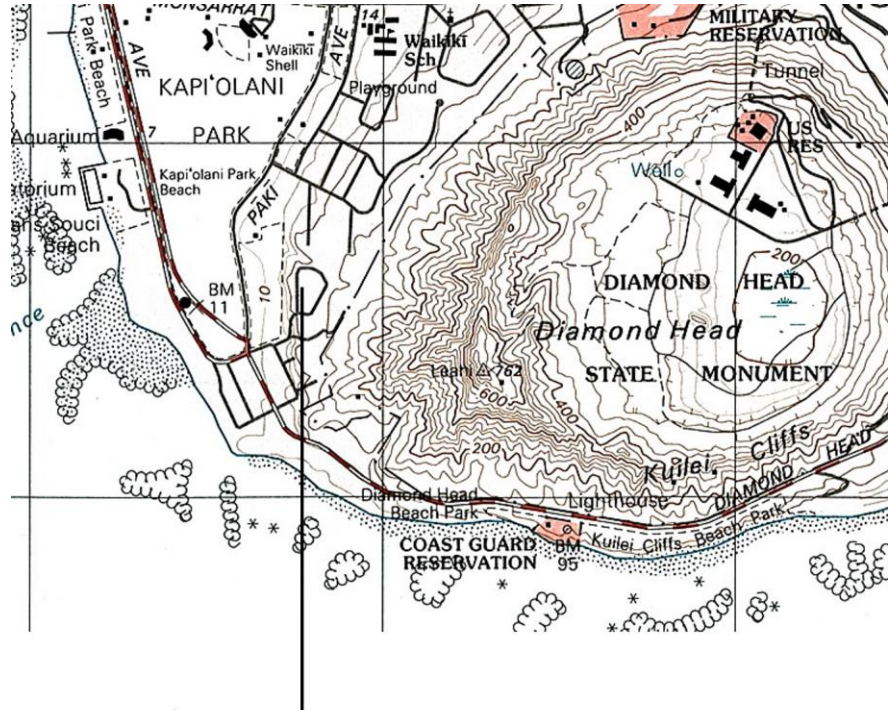 MONSARRAT
AVE
Park Beach
AVE
14
Waikiki
Shell
Waikiki
Sch
MILITARY
RESERVATION
Tunnel
KAPI'OLANI
PARK
Playground
400
US
RES
Aquarium
7
Well
Kapi'olani Park
Beach
PAKI
Beach
200
BM
11
10
DIAMOND HEAD
Diamond Head
STATE MONUMENT
Leahi 762
600
400
200
Kuilei Cliffs
DIAMOND HEAD
Diamond Head
Beach Park
Lighthouse
Kuilei Cliffs Beach Park
COAST GUARD
RESERVATION
BM
95